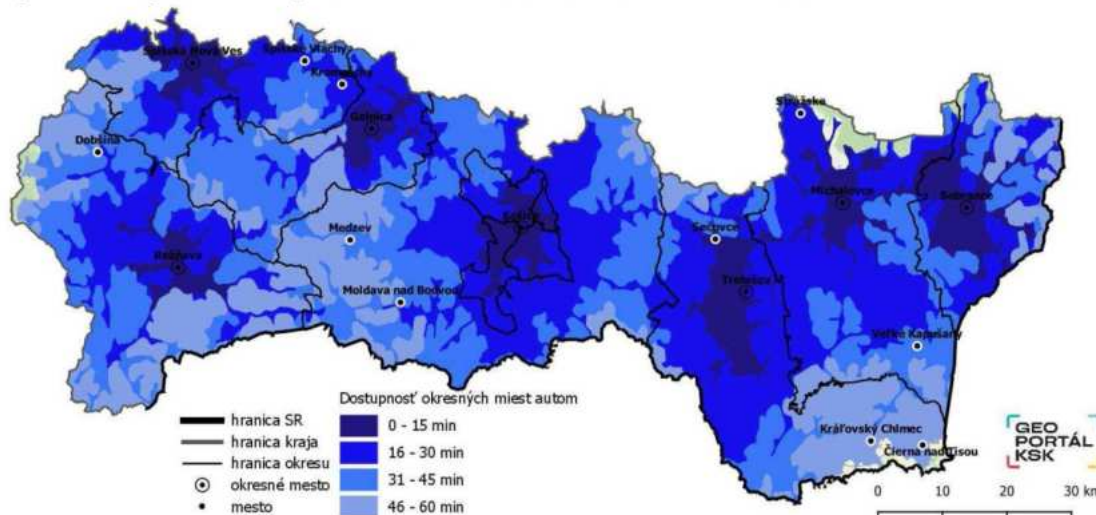 Spišská Nová Ves
Spišské Vlachy
Krompachy
Gelnica
Dobšiná
Strážske
Michalovce
Sobrance
Košice
Medzev
Sečovce
Rožňava
Trebišov
Moldava nad Bodvou
Veľké Kapušany
Kráľovský Chlmec
Čierna nad Tisou
hranica SR
hranica kraja
hranica okresu
okresné mesto
mesto
Dostupnosť okresných miest autom
0 - 15 min
16 - 30 min
31 - 45 min
46 - 60 min
GEO
PORTÁL
KSK
0 10 20 30 km